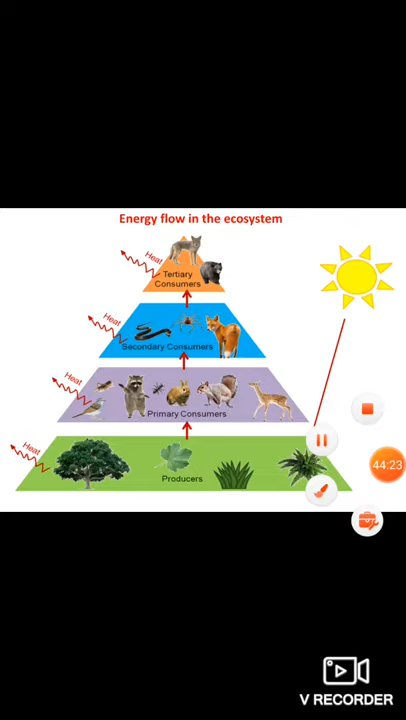 Energy flow in the ecosystem
Heat
Tertiary
Consumers
Heat
Secondary Consumers
Heat
Primary Consumers
Heat
Producers
44:23
V RECORDER